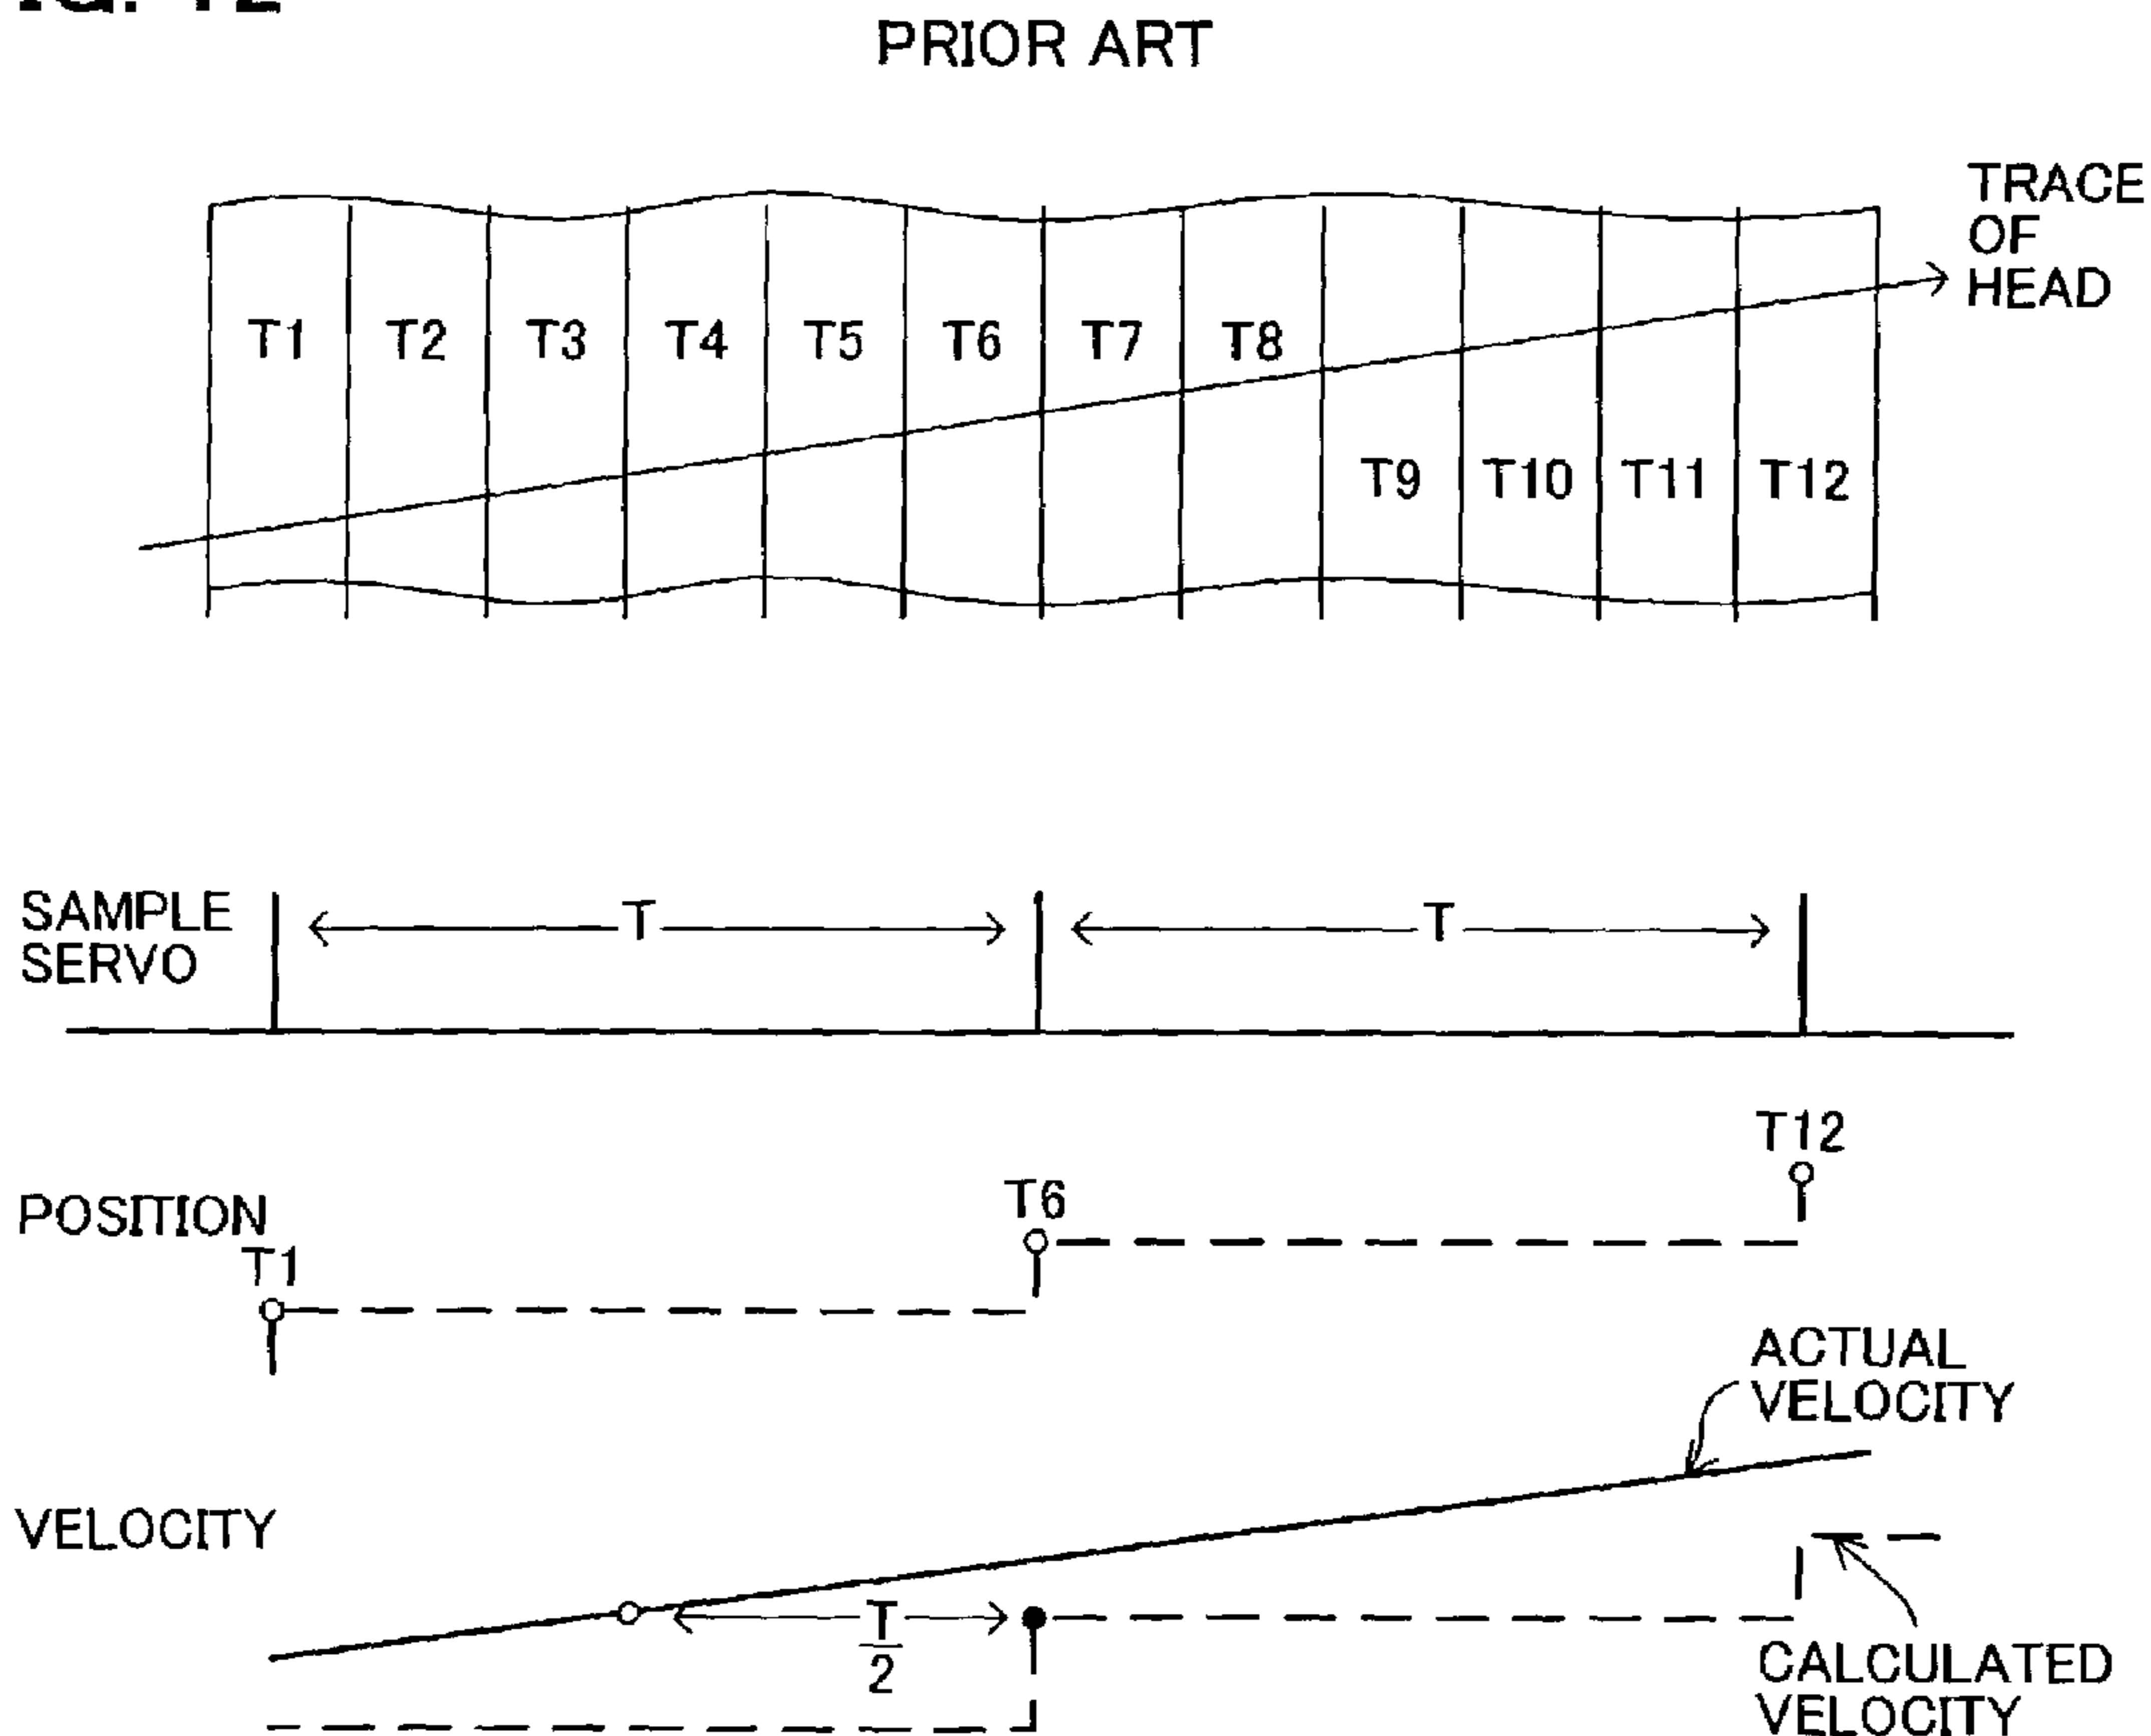 PRIOR ART
TRACE
OF
HEAD
T1 T2 T3 T4 T5 T6 T7 T8
T9 T10 T11 T12
SAMPLE
SERVO
T T
T12
T6
POSITION
T1
ACTUAL
VELOCITY
VELOCITY
T
2
CALCULATED
VELOCITY